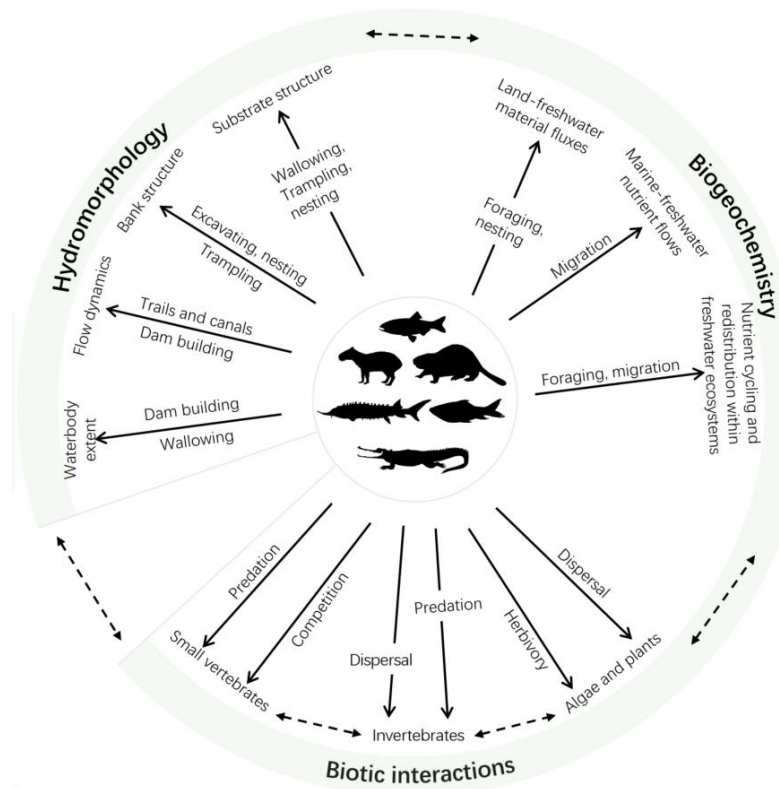 Hydromorphology
Substrate structure
Wallowing,
Trampling,
nesting
Bank structure
Excavating, nesting
Trampling
Flow dynamics
Trails and canals
Dam building
Waterbody
extent
Dam building
Wallowing
Biogeochemistry
Land-freshwater
material fluxes
Foraging,
nesting
Marine-freshwater
nutrient flows
Migration
Nutrient cycling and
redistribution within
freshwater ecosystems
Foraging, migration
Predation
Competition
Small vertebrates
Dispersal
Predation
Invertebrates
Herbivory
Dispersal
Algae and plants
Biotic interactions